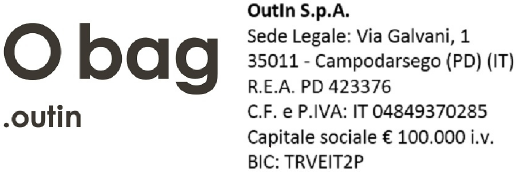 O bag
.outin
OutIn S.p.A.
Sede Legale: Via Galvani, 1
35011 - Campodarsego (PD) (IT)
R.E.A. PD 423376
C.F. e P.IVA: IT 04849370285
Capitale sociale € 100.000 i.v.
BIC: TRVEIT2P